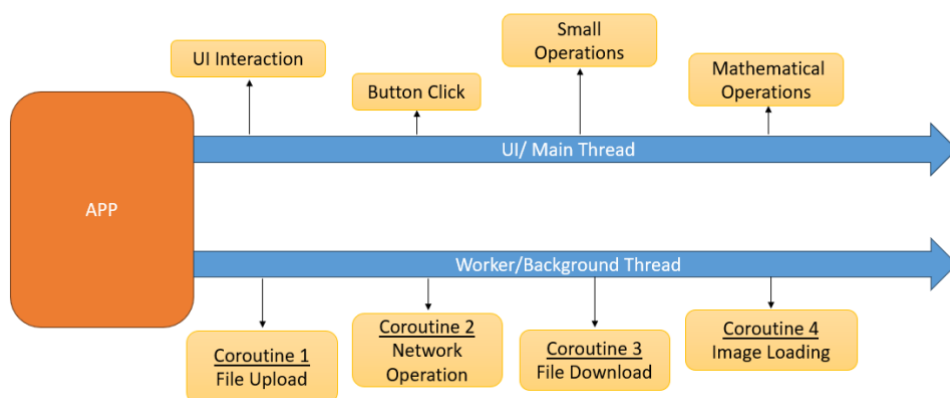 UI Interaction
Button Click
Small
Operations
Mathematical
Operations
UI/ Main Thread
APP
Worker/Background Thread
Coroutine 1
File Upload
Coroutine 2
Network
Operation
Coroutine 3
File Download
Coroutine 4
Image Loading